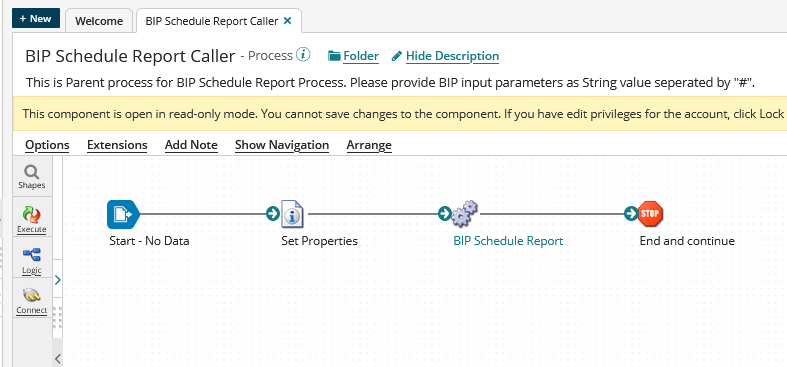 + New
Welcome
BIP Schedule Report Caller ×
BIP Schedule Report Caller - Process i Folder Hide Description
This is Parent process for BIP Schedule Report Process. Please provide BIP input parameters as String value seperated by "#".
This component is open in read-only mode. You cannot save changes to the component. If you have edit privileges for the account, click Lock
Options Extensions Add Note Show Navigation Arrange
Shapes
Execute
Logic
Connect
STOP
Start - No Data Set Properties BIP Schedule Report End and continue